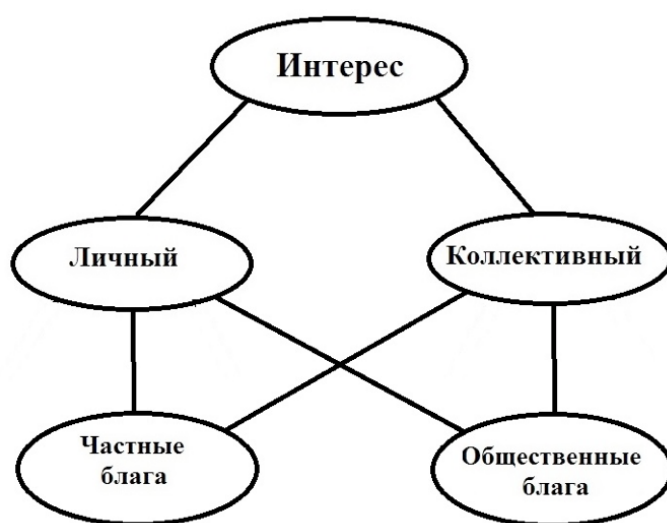 Интерес
Личный
Коллективный
Частные
блага
Общественные
блага